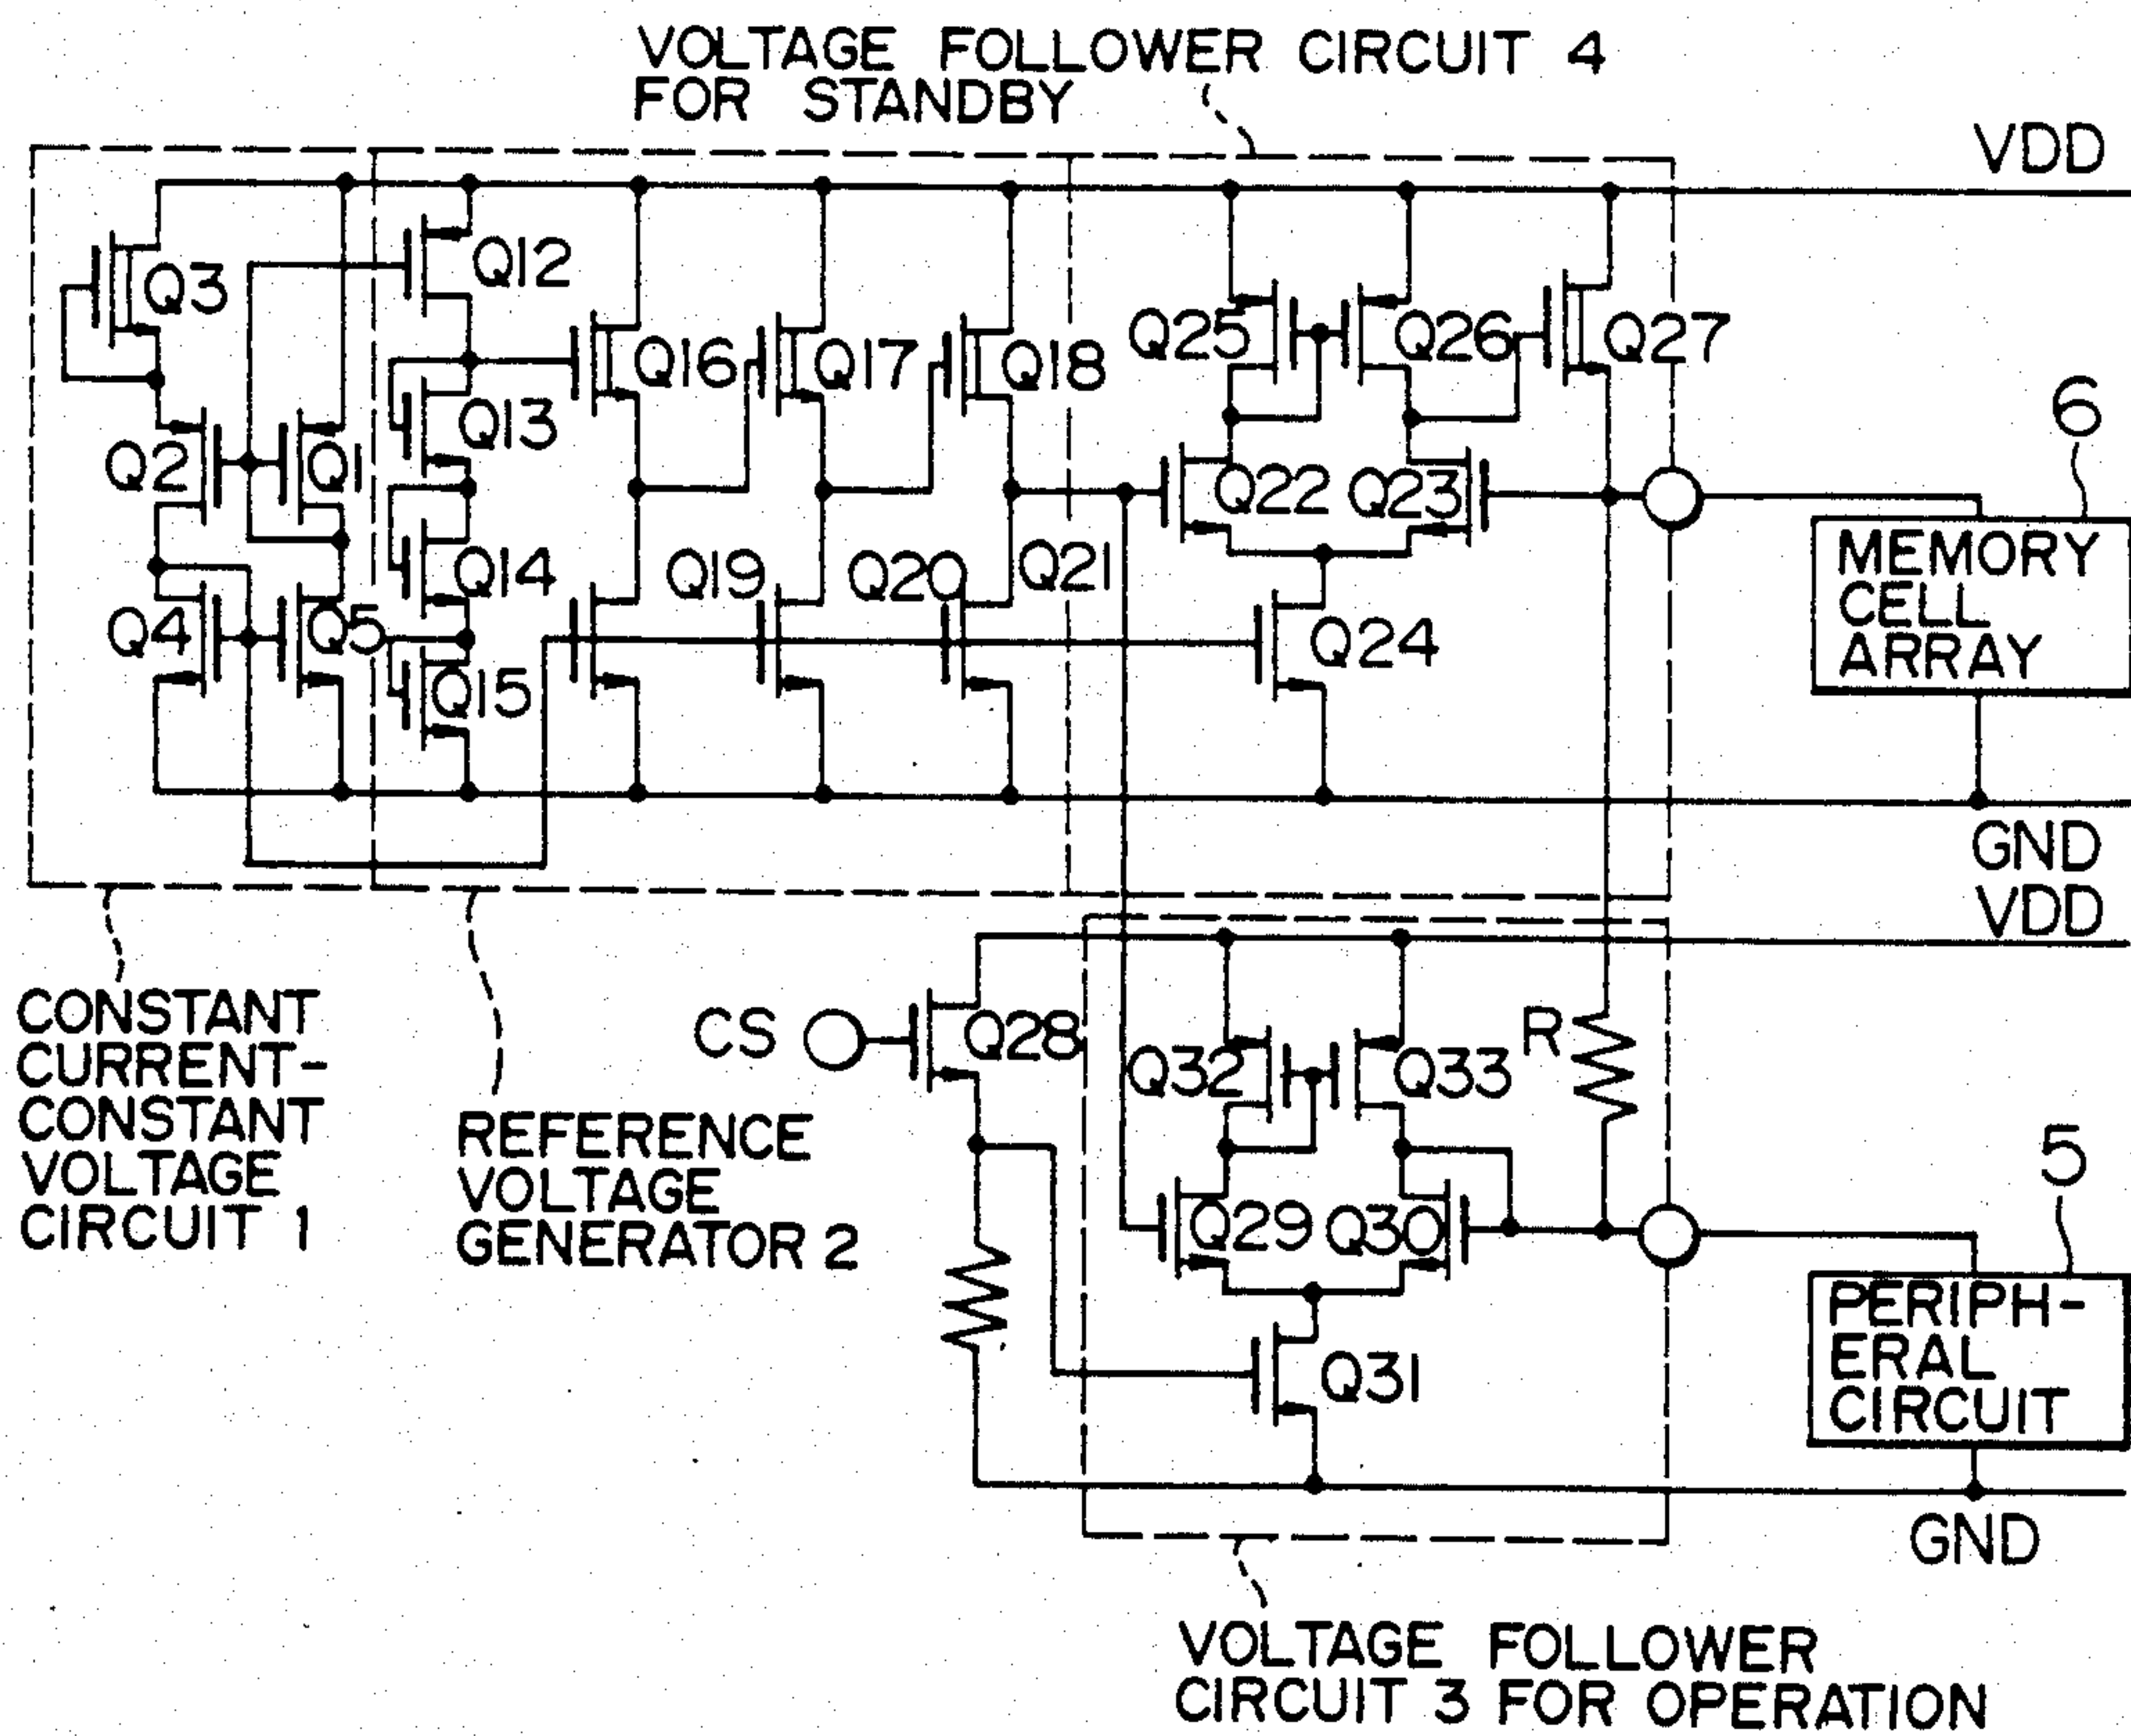 VOLTAGE FOLLOWER CIRCUIT 4
FOR STANDBY
VDD
Q3
Q12
Q16
Q17
Q18
Q25
Q26
Q27
6
Q2
Q1
Q13
Q22
Q23
MEMORY
CELL
ARRAY
Q4
Q5
Q14
Q19
Q20
Q21
Q24
Q15
GND
VDD
CONSTANT
CURRENT-
CONSTANT
VOLTAGE
CIRCUIT 1
REFERENCE
VOLTAGE
GENERATOR 2
CS
Q28
Q32
Q33
R
5
Q29
Q30
PERIPH-
ERAL
CIRCUIT
Q31
GND
VOLTAGE FOLLOWER
CIRCUIT 3 FOR OPERATION